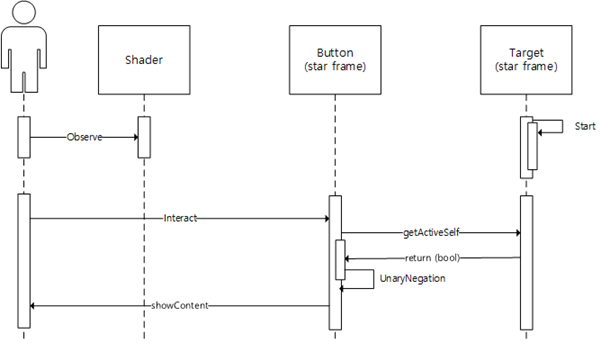 Shader
Button
(star frame)
Target
(star frame)
Start
Observe
Interact
getActiveSelf
return (bool)
UnaryNegation
showContent